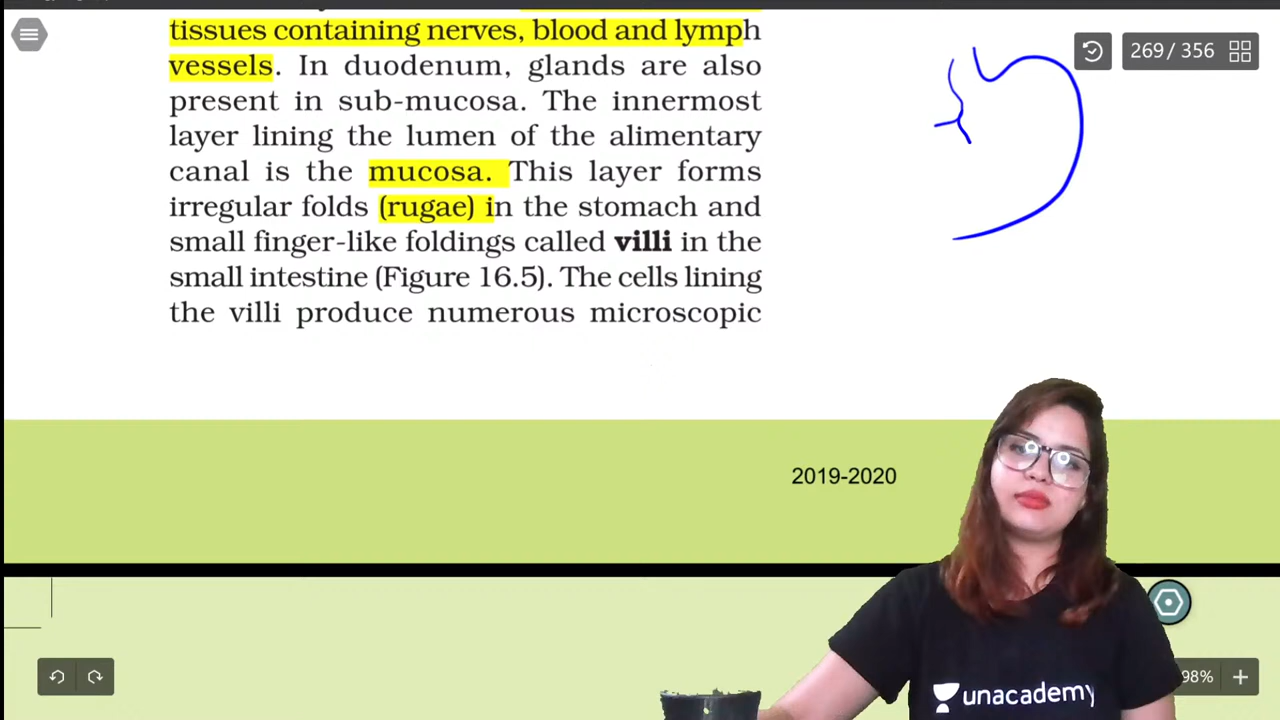 tissues containing nerves, blood and lymph
269 / 356
vessels. In duodenum, glands are also
present in sub-mucosa. The innermost
layer lining the lumen of the alimentary
canal is the mucosa. This layer forms
irregular folds (rugae) in the stomach and
small finger-like foldings called villi in the
small intestine (Figure 16.5). The cells lining
the villi produce numerous microscopic
2019-2020
98%
unacademy